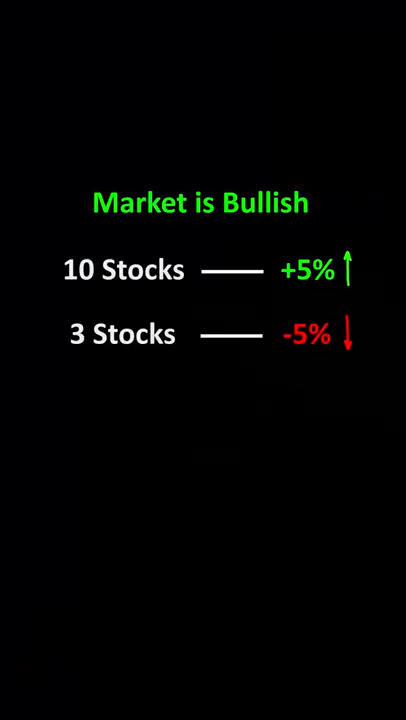 Market is Bullish
10 Stocks —— +5% ↑
3 Stocks —— -5% ↓